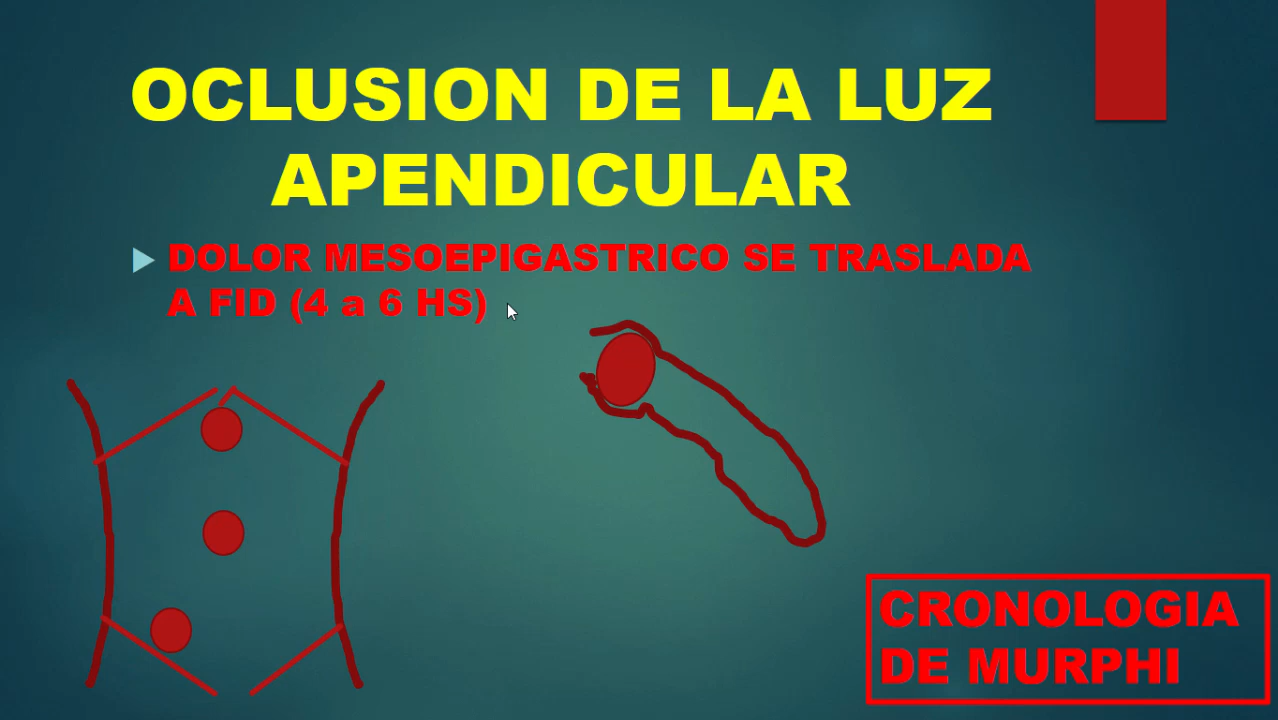 OCLUSION DE LA LUZ
APENDICULAR
DOLOR MESOEPIGASTRICO SE TRASLADA
A FID (4 a 6 HS)
CRONOLOGIA
DE MURPHI